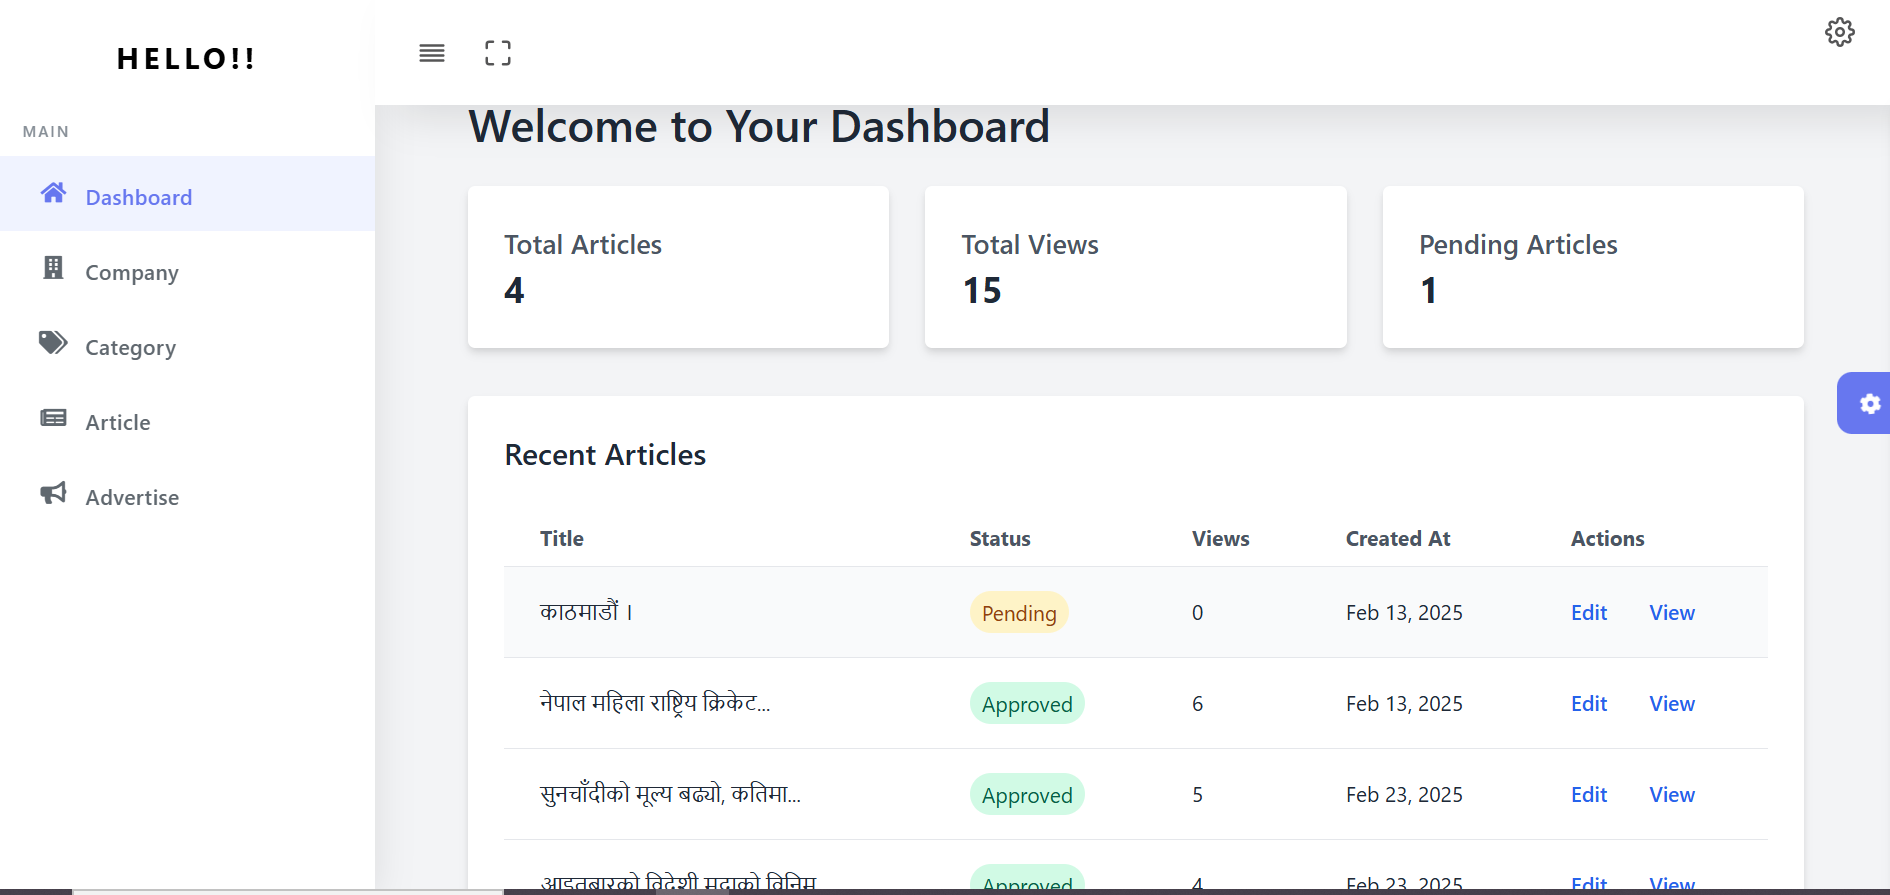 HELLO!!
MAIN
Dashboard
Company
Category
Article
Advertise
Welcome to Your Dashboard
Total Articles
4
Total Views
15
Pending Articles
1
Recent Articles
Title Status Views Created At Actions
काठमाडौं । Pending 0 Feb 13, 2025 Edit View
नेपाल महिला राष्ट्रिय क्रिकेट... Approved 6 Feb 13, 2025 Edit View
सुनचाँदीको मूल्य बढ्यो, कतिमा... Approved 5 Feb 23, 2025 Edit View
आइतबारको विदेशी मुद्राको विनिम Approved 4 Feb 23, 2025 Edit View